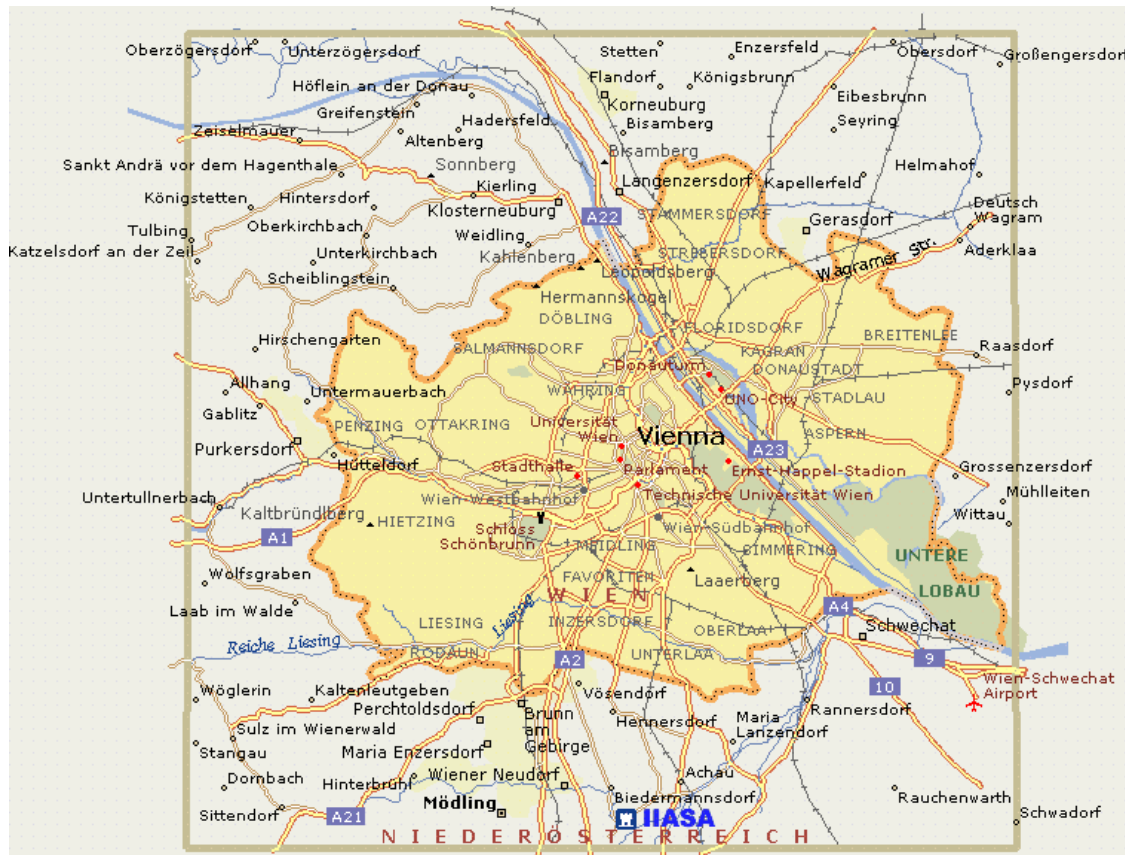 Oberzögersdorf
Unterzögersdorf
Stetten
Enzersfeld
Obersdorf
Großengersdorf
Höflein an der Donau
Flandorf
Königsbrunn
Greifenstein
Korneuburg
Eibesbrunn
Zeiselmauer
Altenberg
Hadersfeld
Bisamberg
Seyring
Sankt Andrä vor dem Hagenthale
Sonnberg
Bisamberg
Helmahof
Königstetten
Hintersdorf
Kierling
Langenzersdorf
Kapellerfeld
Klosterneuburg
A22
STAMMERSDORF
Gerasdorf
Deutsch
Wagram
Tulbing
Oberkirchbach
Weidling
Katzelsdorf an der Zeil
Unterkirchbach
Kahlenberg
STREBERSDORF
Wagramer Str.
Aderklaa
Scheiblingstein
Leopoldsberg
Hermannskogel
DÖBLING
FLORIDSDORF
BREITENLEE
Hirschengarten
SALMANNSDORF
KAGRAN
Raasdorf
Donauturm
DONAUSTADT
Allhang
Untermauerbach
WÄHRING
UNO-City
STADLAU
Pysdorf
Gablitz
PENZING
OTTAKRING
Universität
Wien
Vienna
ASPERN
Purkersdorf
A23
Hütteldorf
Stadthalle
Parlament
Ernst-Happel-Stadion
Grossenzersdorf
Untertullnerbach
Wien-Westbahnhof
Technische Universität Wien
Mühlleiten
Kaltbründlberg
HIETZING
Schloss
Schönbrunn
Wien-Südbahnhof
Wittau
A1
MEIDLING
SIMMERING
UNTERE
LOBAU
Wolfsgraben
FAVORITEN
Laaerberg
WIEN
Laab im Walde
Liesing
A4
LIESING
INZERSDORF
OBERLAA
Schwechat
Reiche Liesing
RODAUN
A2
UNTERLAA
9
Wien-Schwechat
Airport
10
Wöglerin
Kaltenleutgeben
Vösendorf
Perchtoldsdorf
Brunn
am
Gebirge
Hennersdorf
Maria
Lanzendorf
Rannersdorf
Sulz im Wienerwald
Stangau
Maria Enzersdorf
Dornbach
Hinterbrühl
Wiener Neudorf
Achau
Sittendorf
Mödling
Biedermannsdorf
Rauchenwarth
A21
IIASA
Schwadorf
NIEDERÖSTERREICH